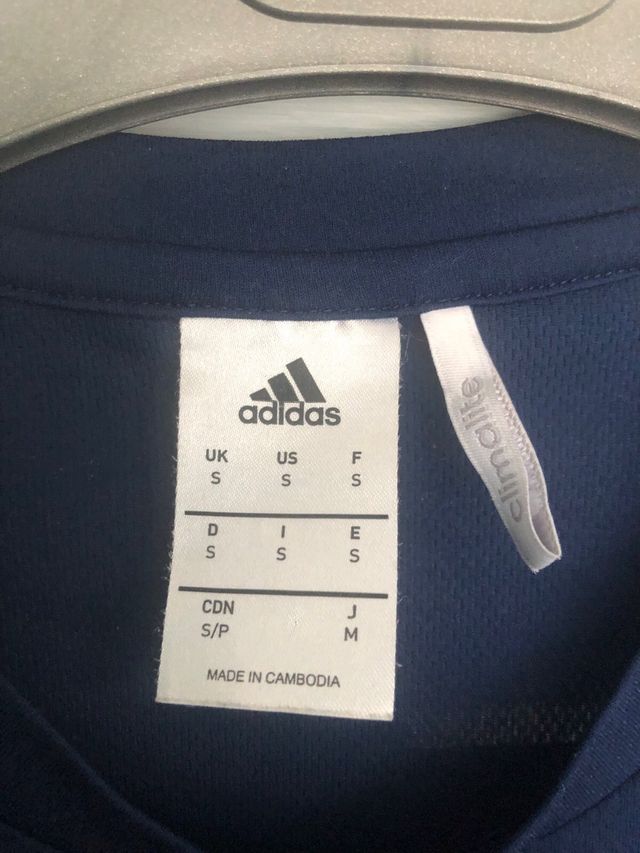 adidas
UK US F
S S S
D I E
S S S
CDN J
S/P M
MADE IN CAMBODIA
climalite